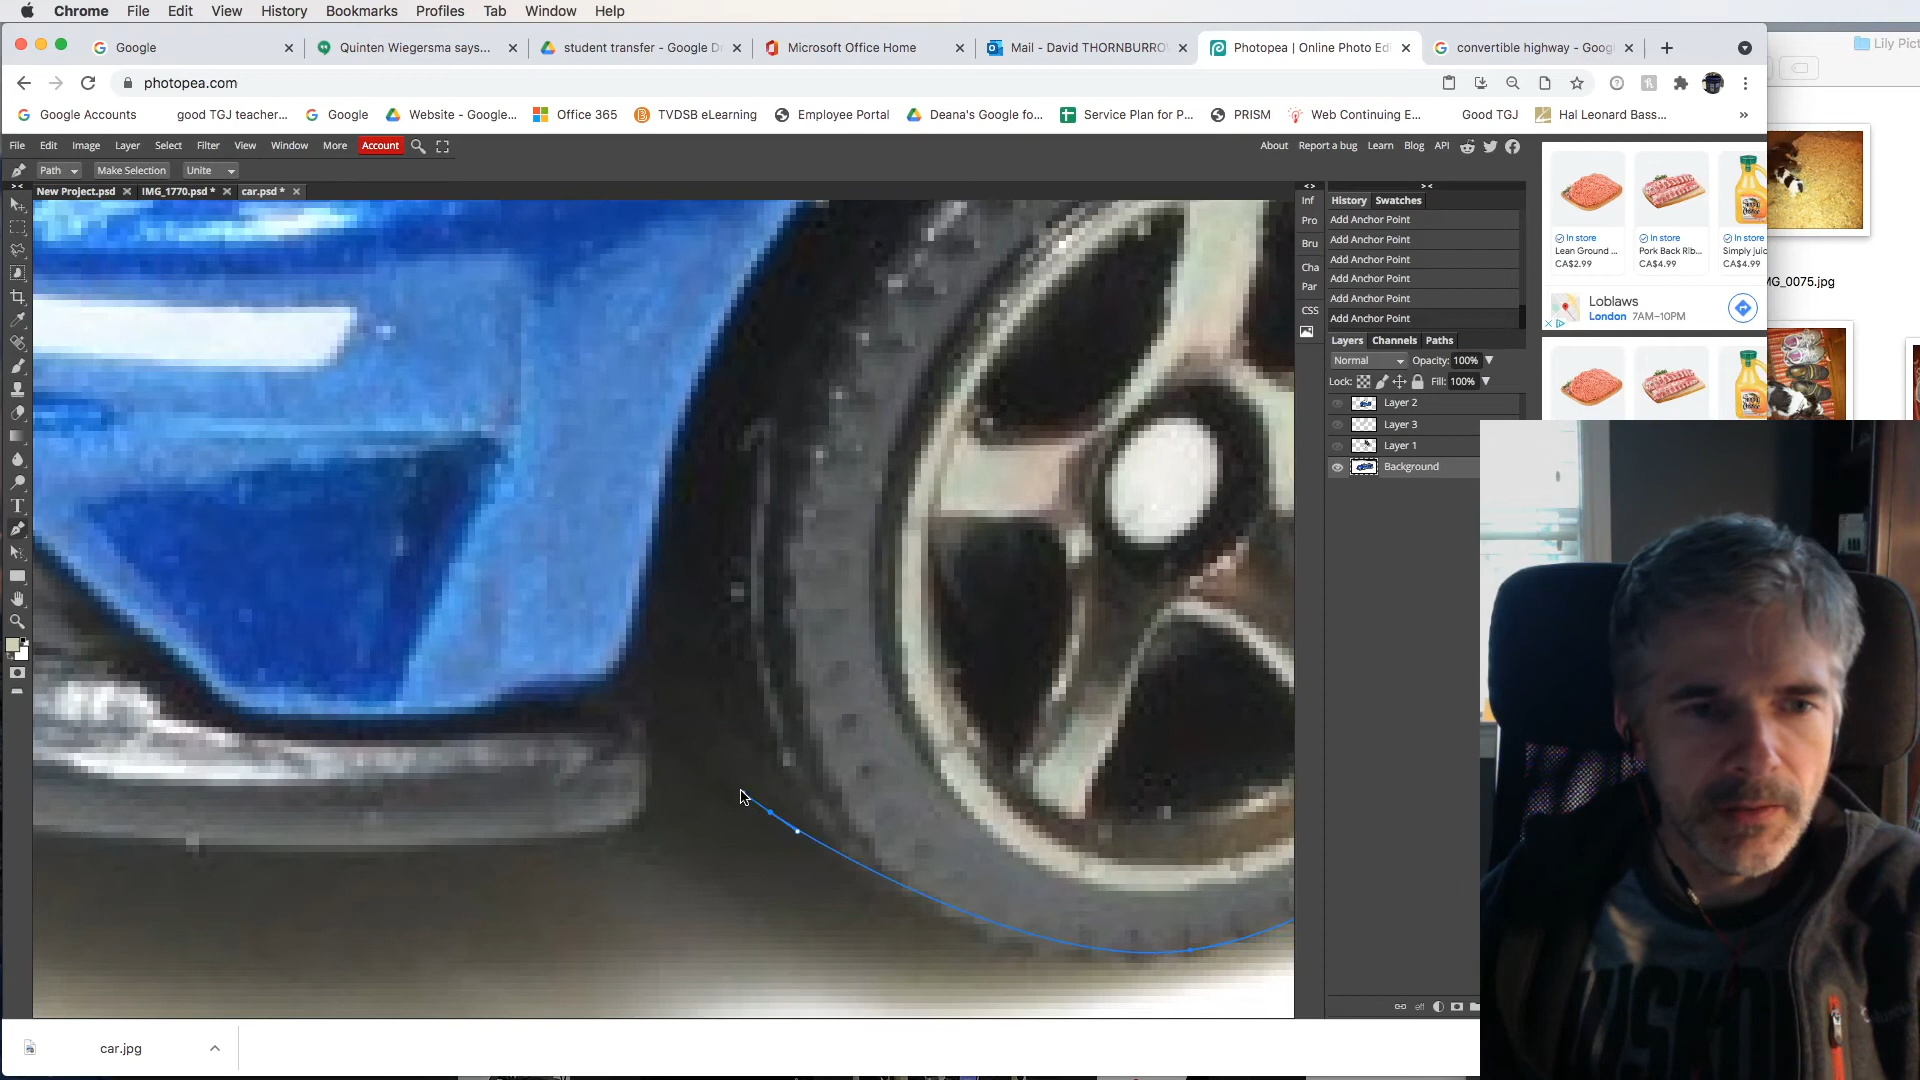 Chrome File Edit View History Bookmarks Profiles Tab Window Help
Google
Quinten Wiegersma says...
student transfer - Google Dr
Microsoft Office Home
Mail - David THORNBURRO
Photopea | Online Photo Edi
convertible highway - Goog
Lily Pict
photopea.com
Google Accounts
good TGJ teacher...
Google
Website - Google...
Office 365
TVDSB eLearning
Employee Portal
Deana's Google fo...
Service Plan for P...
PRISM
Web Continuing E...
Good TGJ
Hal Leonard Bass...
File Edit Image Layer Select Filter View Window More Account
About Report a bug Learn Blog API
Path Make Selection Unite
New Project.psd IMG_1770.psd * car.psd *
Inf
Pro
Bru
Cha
Par
CSS
History Swatches
Add Anchor Point
Add Anchor Point
Add Anchor Point
Add Anchor Point
Add Anchor Point
Add Anchor Point
Layers Channels Paths
Normal Opacity: 100%
Lock: Fill: 100%
Layer 2
Layer 3
Layer 1
Background
eff
In store In store In store
Lean Ground ... Pork Back Rib... Simply juic
CA$2.99 CA$4.99 CA$4.99
Loblaws
London 7AM–10PM
MG_0075.jpg
car.jpg